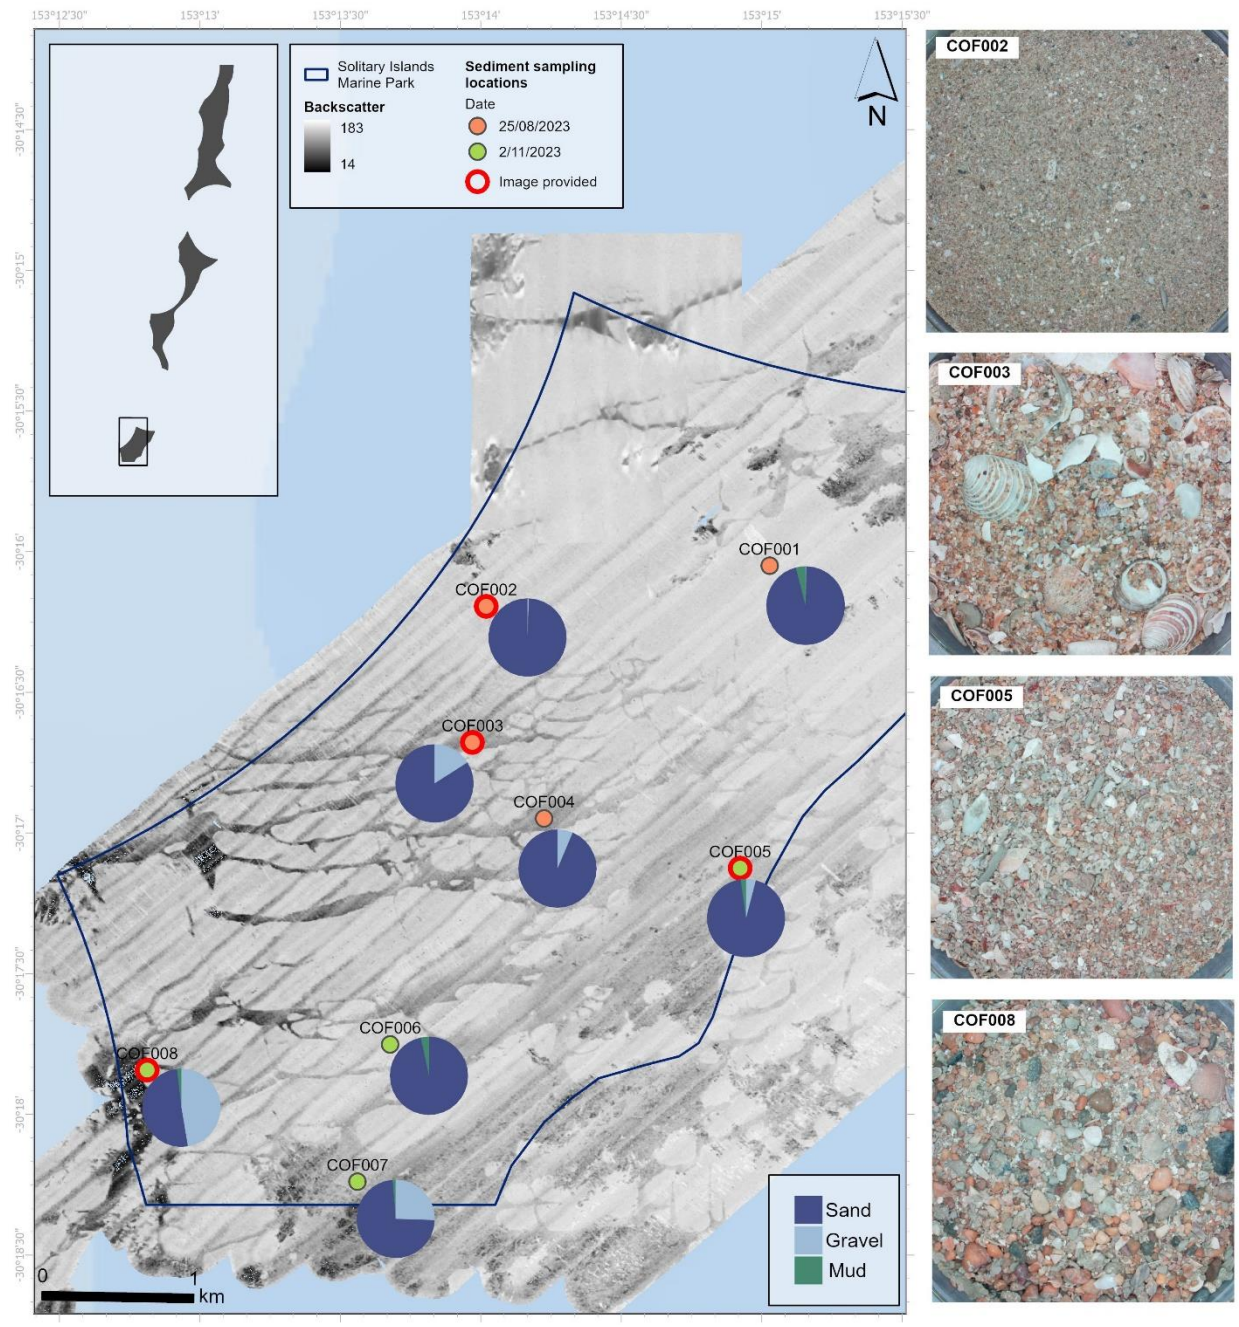 153°12'30"
153°13'
153°13'30"
153°14'
153°14'30"
153°15'
153°15'30"
-30°14'30"
-30°15'
-30°15'30"
-30°16'
-30°16'30"
-30°17'
-30°17'30"
-30°18'
-30°18'30"
Solitary Islands
Marine Park
Backscatter
183
14
Sediment sampling
locations
Date
25/08/2023
2/11/2023
Image provided
N
COF001
COF002
COF003
COF004
COF005
COF006
COF008
COF007
0
1
km
Sand
Gravel
Mud
COF002
COF003
COF005
COF008